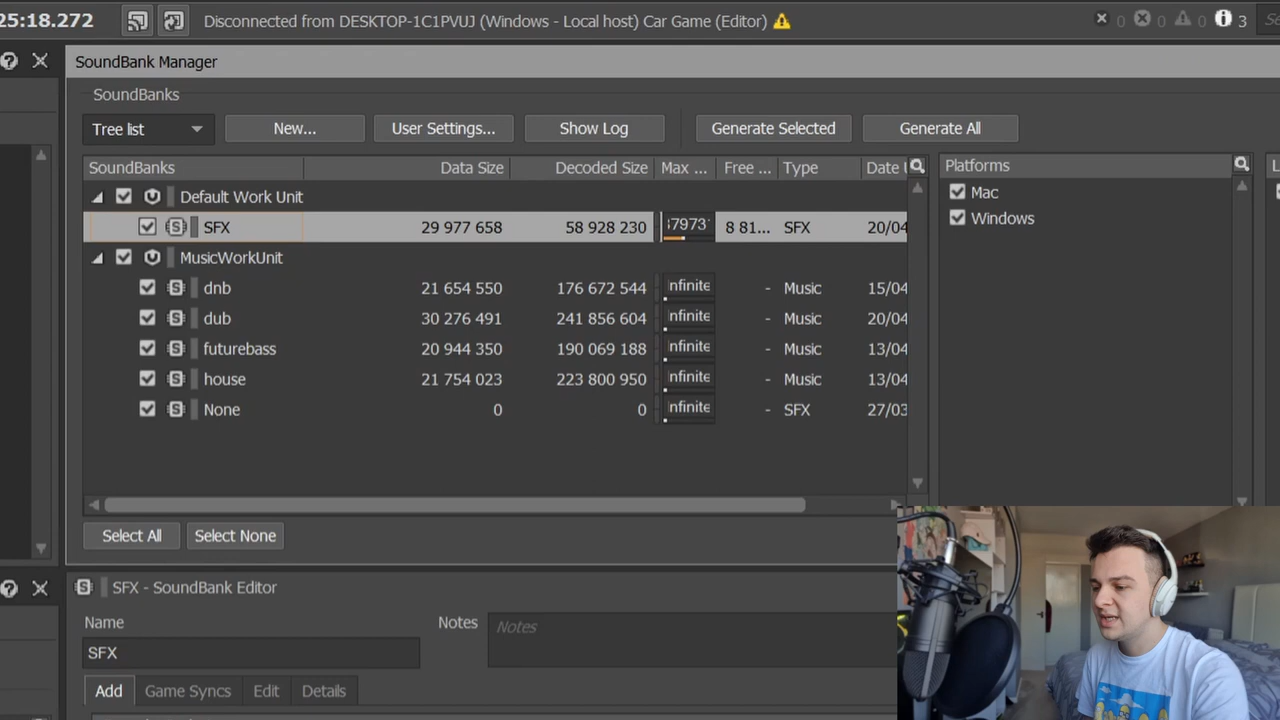 25:18.272 Disconnected from DESKTOP-1C1PVUJ (Windows - Local host) Car Game (Editor) 0 0 0 3
SoundBank Manager
SoundBanks
Tree list New... User Settings... Show Log Generate Selected Generate All
SoundBanks Data Size Decoded Size Max ... Free ... Type Date Platforms
Default Work Unit Mac
SFX 29 977 658 58 928 230 8 81... SFX 20/04 Windows
MusicWorkUnit
dnb 21 654 550 176 672 544 nfinite - Music 15/04
dub 30 276 491 241 856 604 nfinite - Music 20/04
futurebass 20 944 350 190 069 188 nfinite - Music 13/04
house 21 754 023 223 800 950 nfinite - Music 13/04
None 0 0 nfinite - SFX 27/03
Select All Select None
SFX - SoundBank Editor
Name Notes Notes
SFX
Add Game Syncs Edit Details